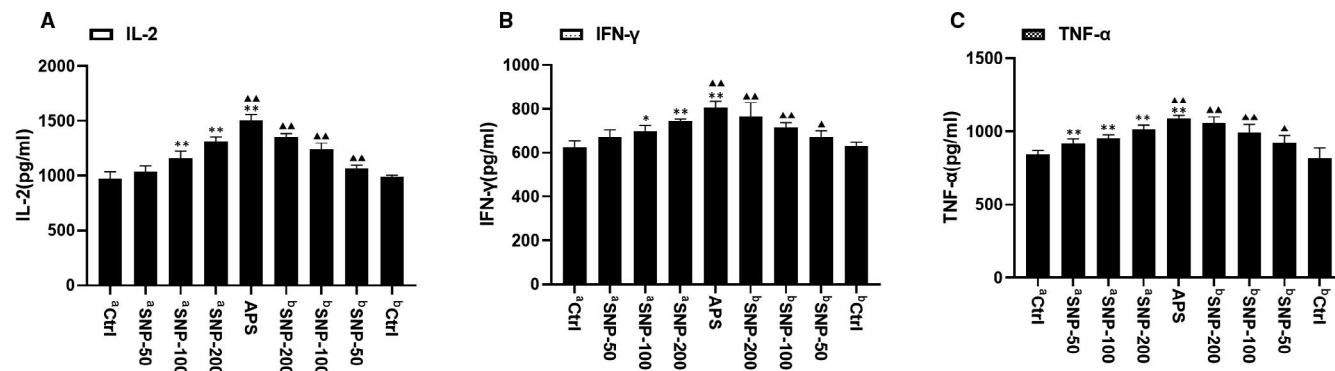 A
IL-2
IL-2(pg/ml)
2000
1500
1000
500
0
**
**
▲▲
**
▲▲
▲▲
▲▲
ᵃCtrl
ᵃSNP-50
ᵃSNP-100
ᵃSNP-200
APS
ᵇSNP-200
ᵇSNP-100
ᵇSNP-50
ᵇCtrl
B
IFN-γ
IFN-γ(pg/ml)
1000
800
600
400
200
0
*
**
▲▲
**
▲▲
▲▲
▲
ᵃCtrl
ᵃSNP-50
ᵃSNP-100
ᵃSNP-200
APS
ᵇSNP-200
ᵇSNP-100
ᵇSNP-50
ᵇCtrl
C
TNF-α
TNF-α(pg/ml)
1500
1000
500
0
**
**
**
▲▲
**
▲▲
▲▲
▲
ᵃCtrl
ᵃSNP-50
ᵃSNP-100
ᵃSNP-200
APS
ᵇSNP-200
ᵇSNP-100
ᵇSNP-50
ᵇCtrl